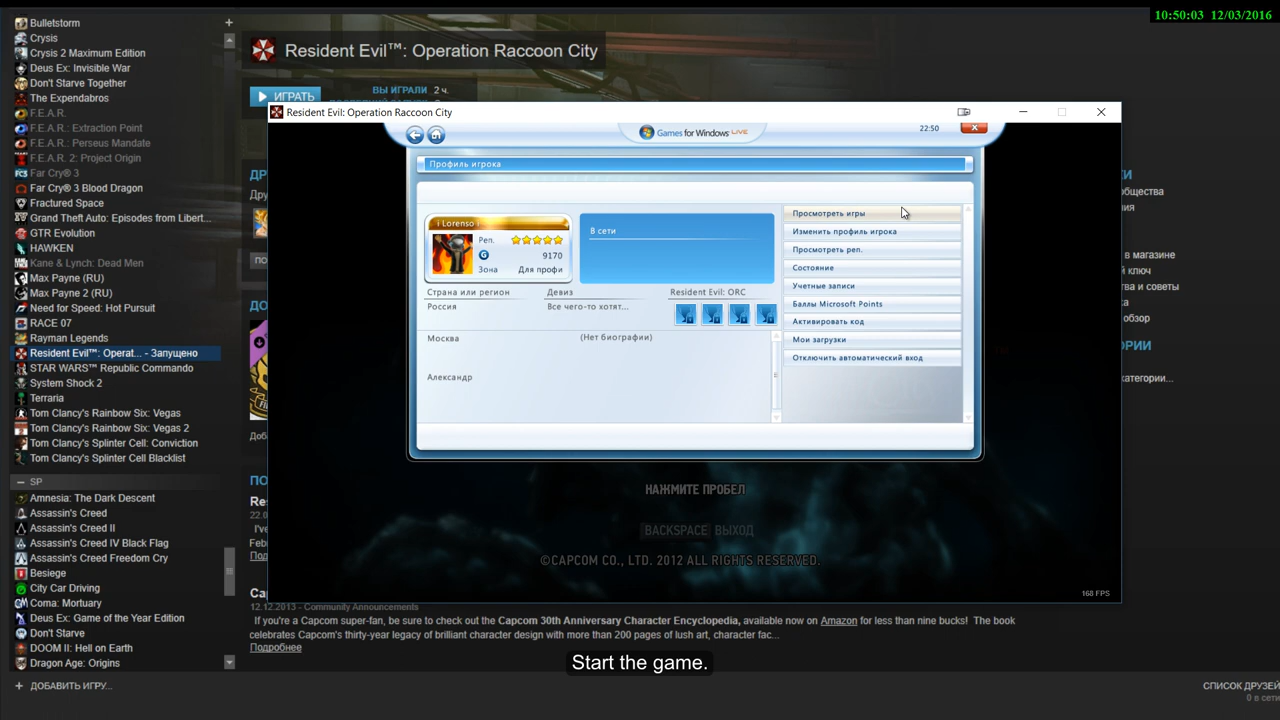 10:50:03 12/03/2016
Bulletstorm
Crysis
Crysis 2 Maximum Edition
Deus Ex: Invisible War
Don't Starve Together
The Expendabros
F.E.A.R.
F.E.A.R.: Extraction Point
F.E.A.R.: Perseus Mandate
F.E.A.R. 2: Project Origin
Far Cry® 3
Far Cry® 3 Blood Dragon
Fractured Space
Grand Theft Auto: Episodes from Libert...
GTR Evolution
HAWKEN
Kane & Lynch: Dead Men
Max Payne (RU)
Max Payne 2 (RU)
Need for Speed: Hot Pursuit
RACE 07
Rayman Legends
Resident Evil™: Operat... - Запущено
STAR WARS™ Republic Commando
System Shock 2
Terraria
Tom Clancy's Rainbow Six: Vegas
Tom Clancy's Rainbow Six: Vegas 2
Tom Clancy's Splinter Cell: Conviction
Tom Clancy's Splinter Cell Blacklist
SP
Amnesia: The Dark Descent
Assassin's Creed
Assassin's Creed II
Assassin's Creed IV Black Flag
Assassin's Creed Freedom Cry
Besiege
City Car Driving
Coma: Mortuary
Deus Ex: Game of the Year Edition
Don't Starve
DOOM II: Hell on Earth
Dragon Age: Origins
ДОБАВИТЬ ИГРУ...
Resident Evil™: Operation Raccoon City
ИГРАТЬ
ВЫ ИГРАЛИ 2 ч.
Resident Evil: Operation Raccoon City
Games for Windows LIVE
22:50
Профиль игрока
¡ Lorenso ¡
Реп.
G 9170
Зона Для профи
В сети
Страна или регион
Девиз
Resident Evil: ORC
Россия
Все чего-то хотят...
Москва
(Нет биографии)
Александр
Просмотреть игры
Изменить профиль игрока
Просмотреть реп.
Состояние
Учетные записи
Баллы Microsoft Points
Активировать код
Мои загрузки
Отключить автоматический вход
НАЖМИТЕ ПРОБЕЛ
BACKSPACE ВЫХОД
©CAPCOM CO., LTD. 2012 ALL RIGHTS RESERVED.
168 FPS
12.12.2013 - Community Announcements
If you're a Capcom super-fan, be sure to check out the Capcom 30th Anniversary Character Encyclopedia, available now on Amazon for less than nine bucks! The book
celebrates Capcom's thirty-year legacy of brilliant character design with more than 200 pages of lush art, character fac...
Подробнее
Start the game.
СПИСОК ДРУЗЕЙ
0 в сети